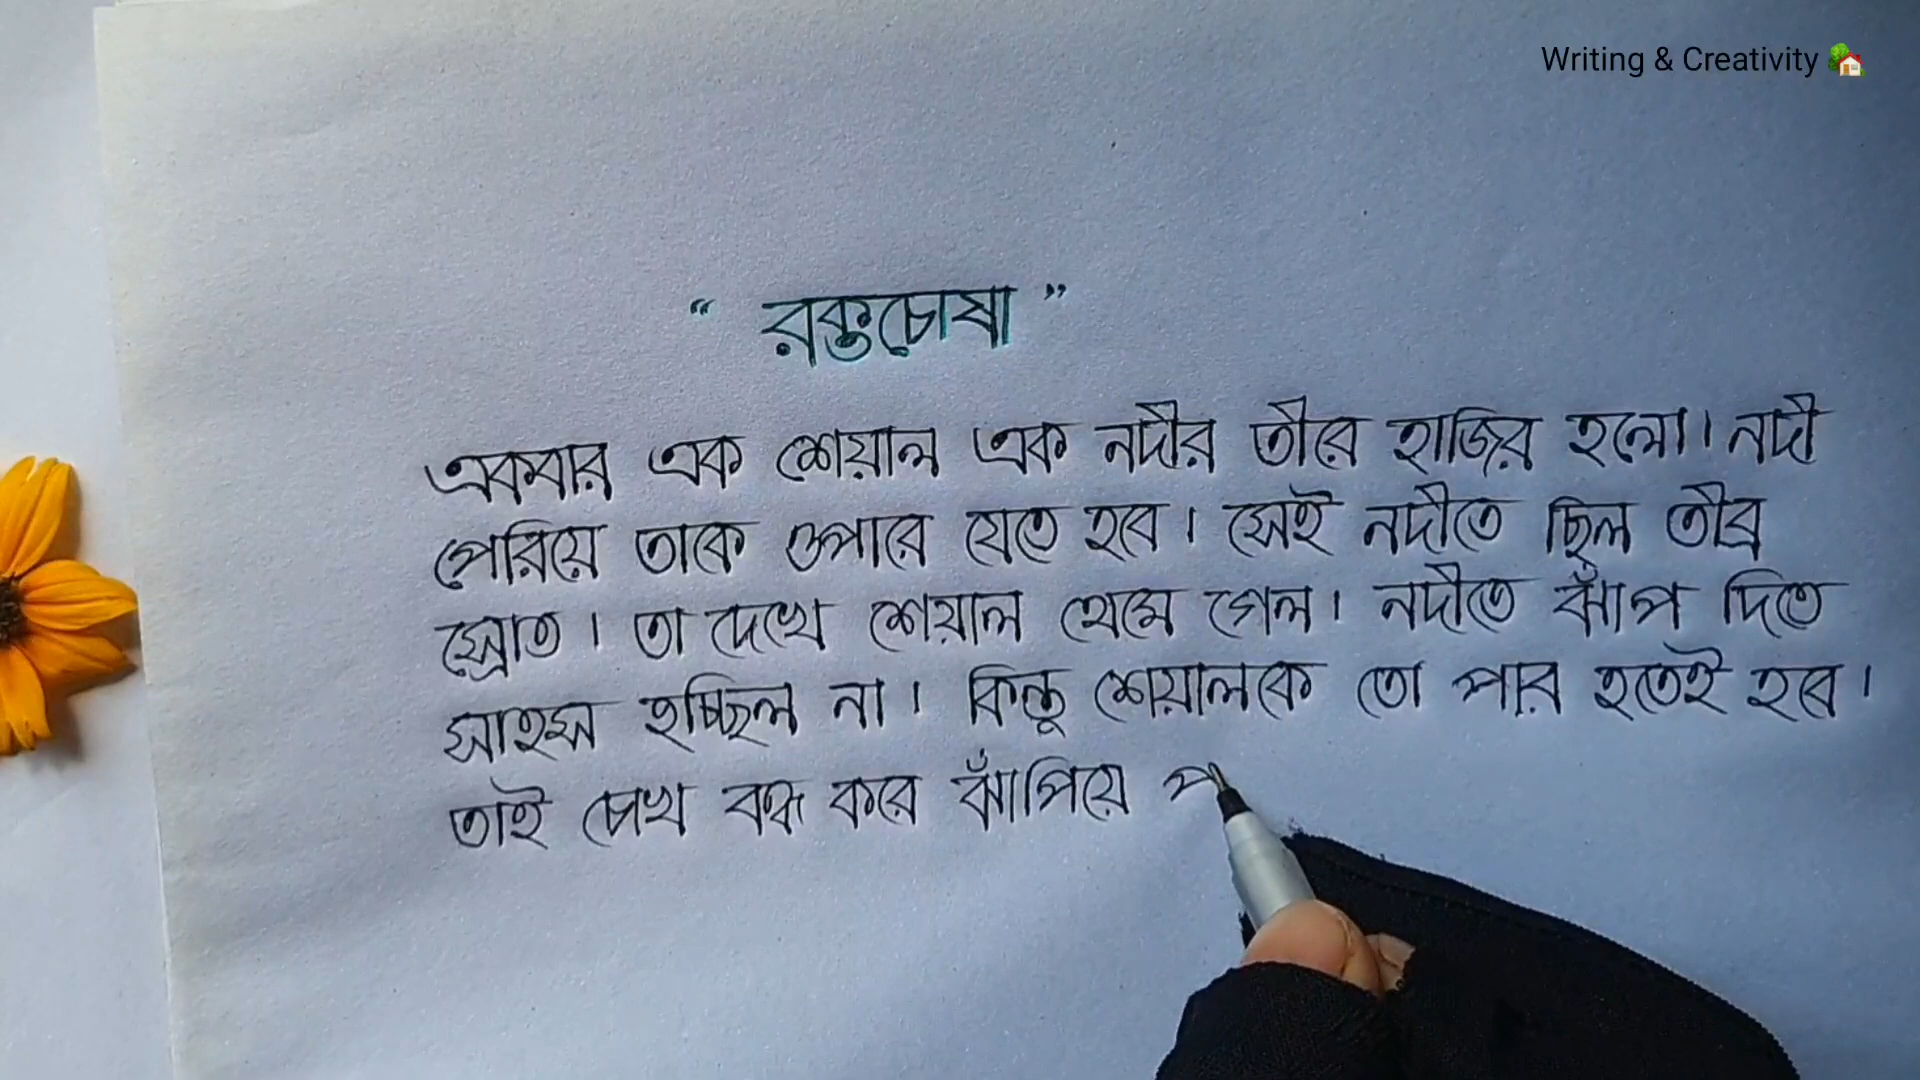 Writing & Creativity
“ রক্তচোষা ”
একবার এক শেয়াল এক নদীর তীরে হাজির হলো। নদী
পেরিয়ে তাকে ওপারে যেতে হবে। সেই নদীতে ছিল তীব্র
স্রোত। তা দেখে শেয়াল থেমে গেল। নদীতে ঝাঁপ দিতে
সাহস হচ্ছিল না। কিন্তু শেয়ালকে তো পার হতেই হবে।
তাই চোখ বন্ধ করে ঝাঁপিয়ে প